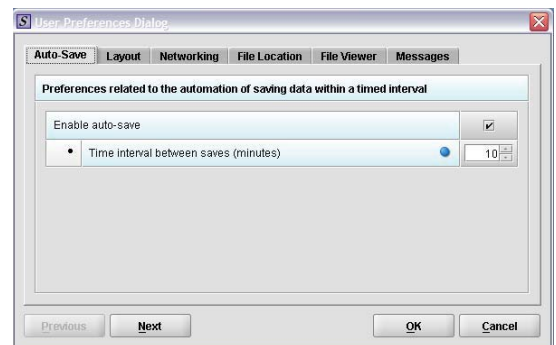 S User Preferences Dialog
Auto-Save Layout Networking File Location File Viewer Messages
Preferences related to the automation of saving data within a timed interval
Enable auto-save
• Time interval between saves (minutes) 10
Previous Next OK Cancel